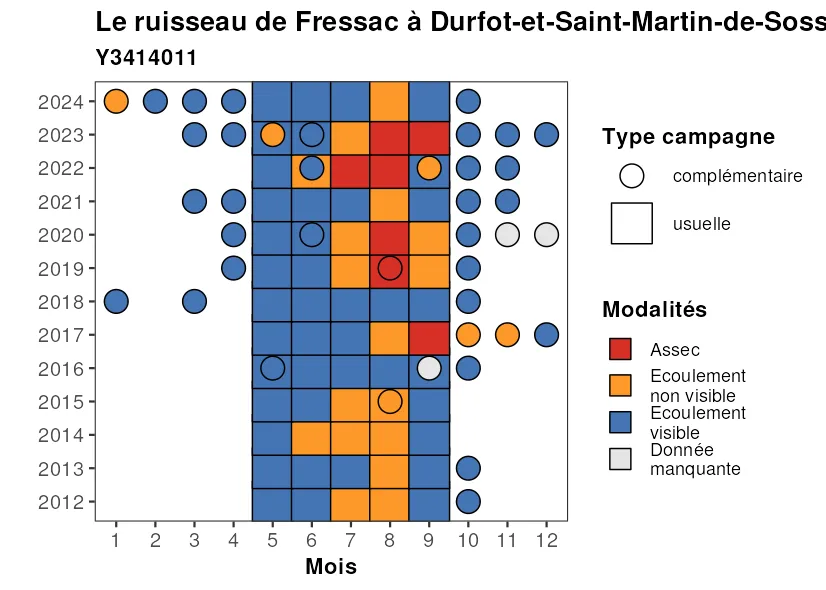 Le ruisseau de Fressac à Durfot-et-Saint-Martin-de-Soss
Y3414011
2024
2023
2022
2021
2020
2019
2018
2017
2016
2015
2014
2013
2012
1 2 3 4 5 6 7 8 9 10 11 12
Mois
Type campagne
complémentaire
usuelle
Modalités
Assec
Ecoulement
non visible
Ecoulement
visible
Donnée
manquante